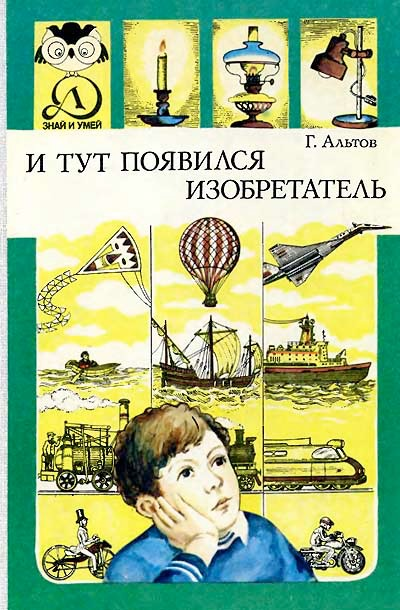 ЗНАЙ И УМЕЙ
Г. Альтов
И ТУТ ПОЯВИЛСЯ
ИЗОБРЕТАТЕЛЬ